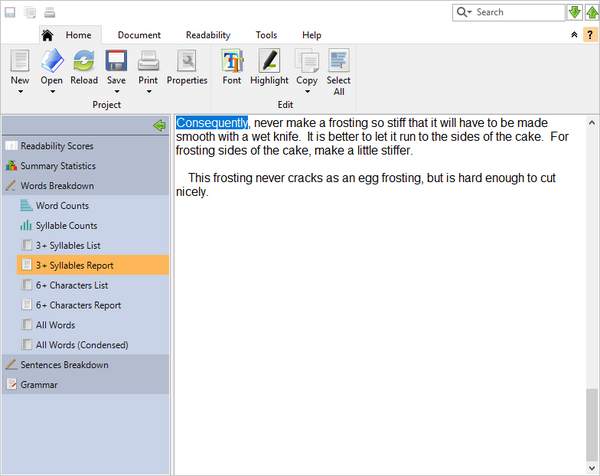 Search
Home Document Readability Tools Help
?
New Open Reload Save Print Properties Font Highlight Copy Select All
Project Edit
Readability Scores
Summary Statistics
Words Breakdown
Word Counts
Syllable Counts
3+ Syllables List
3+ Syllables Report
6+ Characters List
6+ Characters Report
All Words
All Words (Condensed)
Sentences Breakdown
Grammar
Consequently, never make a frosting so stiff that it will have to be made
smooth with a wet knife.  It is better to let it run to the sides of the cake.  For
frosting sides of the cake, make a little stiffer.
This frosting never cracks as an egg frosting, but is hard enough to cut
nicely.